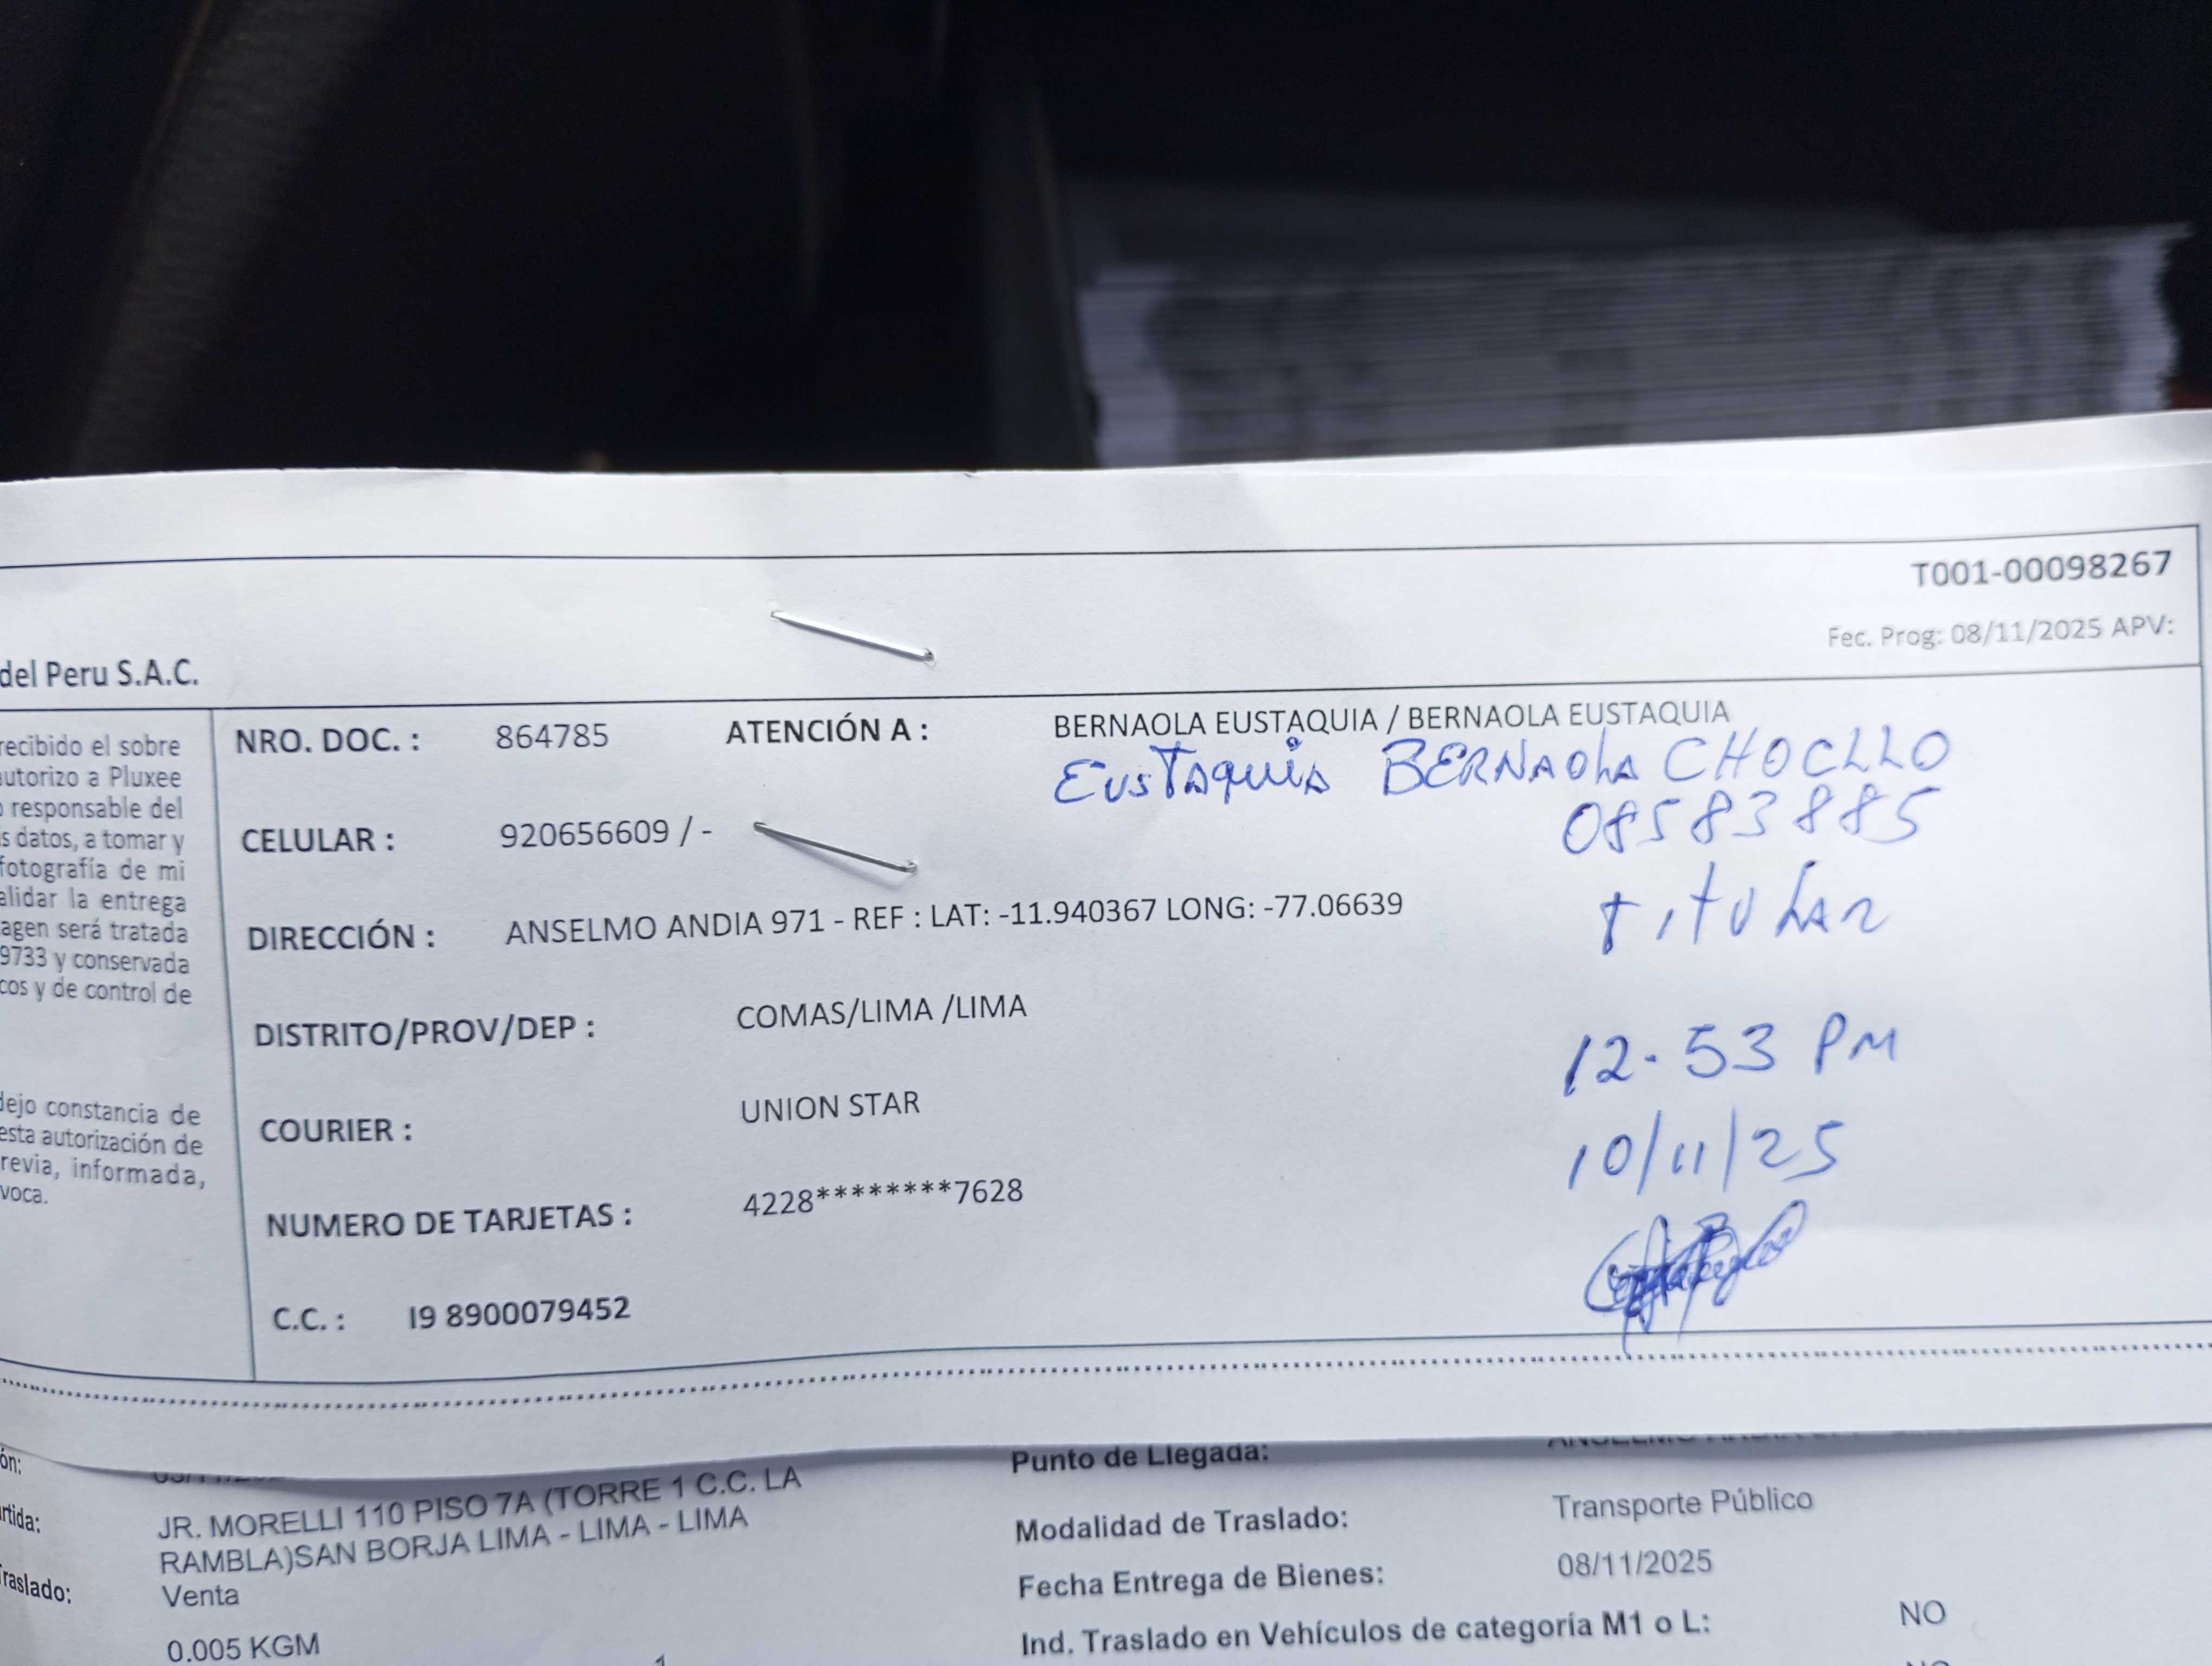 T001-00098267
Fec. Prog: 08/11/2025 APV:
del Peru S.A.C.
recibido el sobre
autorizo a Pluxee
responsable del
s datos, a tomar y
fotografía de mi
alidar la entrega
agen será tratada
9733 y conservada
cos y de control de
dejo constancia de
esta autorización de
revia, informada,
voca.
NRO. DOC. : 864785 ATENCIÓN A : BERNAOLA EUSTAQUIA / BERNAOLA EUSTAQUIA
EusTaquia BERNAOLA CHOCLLO
08583885
CELULAR : 920656609 / -
TITULAR
DIRECCIÓN : ANSELMO ANDIA 971 - REF : LAT: -11.940367 LONG: -77.06639
DISTRITO/PROV/DEP : COMAS/LIMA /LIMA
12-53 PM
COURIER : UNION STAR
10/11/25
NUMERO DE TARJETAS : 4228********7628
C.C. : I9 8900079452
ón:
rtida: JR. MORELLI 110 PISO 7A (TORRE 1 C.C. LA
RAMBLA)SAN BORJA LIMA - LIMA - LIMA
raslado: Venta
0.005 KGM
Punto de Llegada:
Modalidad de Traslado: Transporte Público
Fecha Entrega de Bienes: 08/11/2025
Ind. Traslado en Vehículos de categoría M1 o L: NO